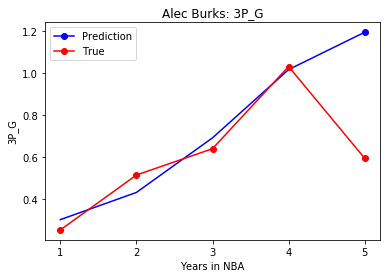 Alec Burks: 3P_G
Prediction
True
1.2
1.0
0.8
0.6
0.4
3P_G
1 2 3 4 5
Years in NBA